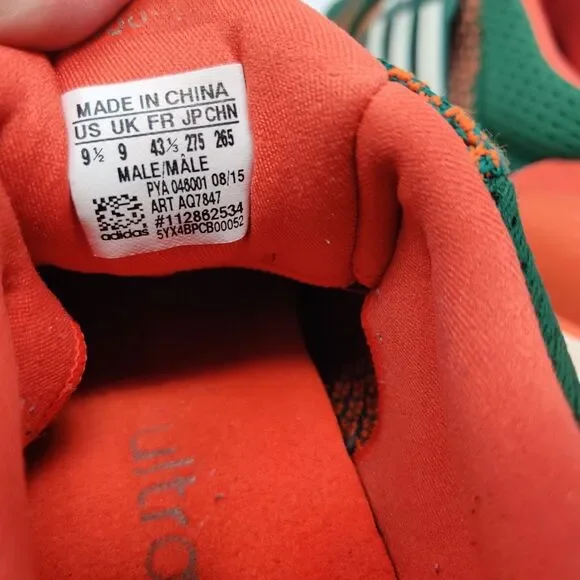 MADE IN CHINA
US UK FR JP CHN
9½ 9 43⅓ 275 265
MALE/MÂLE
PYA 046001 08/15
ART AQ7847
#112862534
adidas 5YX4BPCB00052
ultra